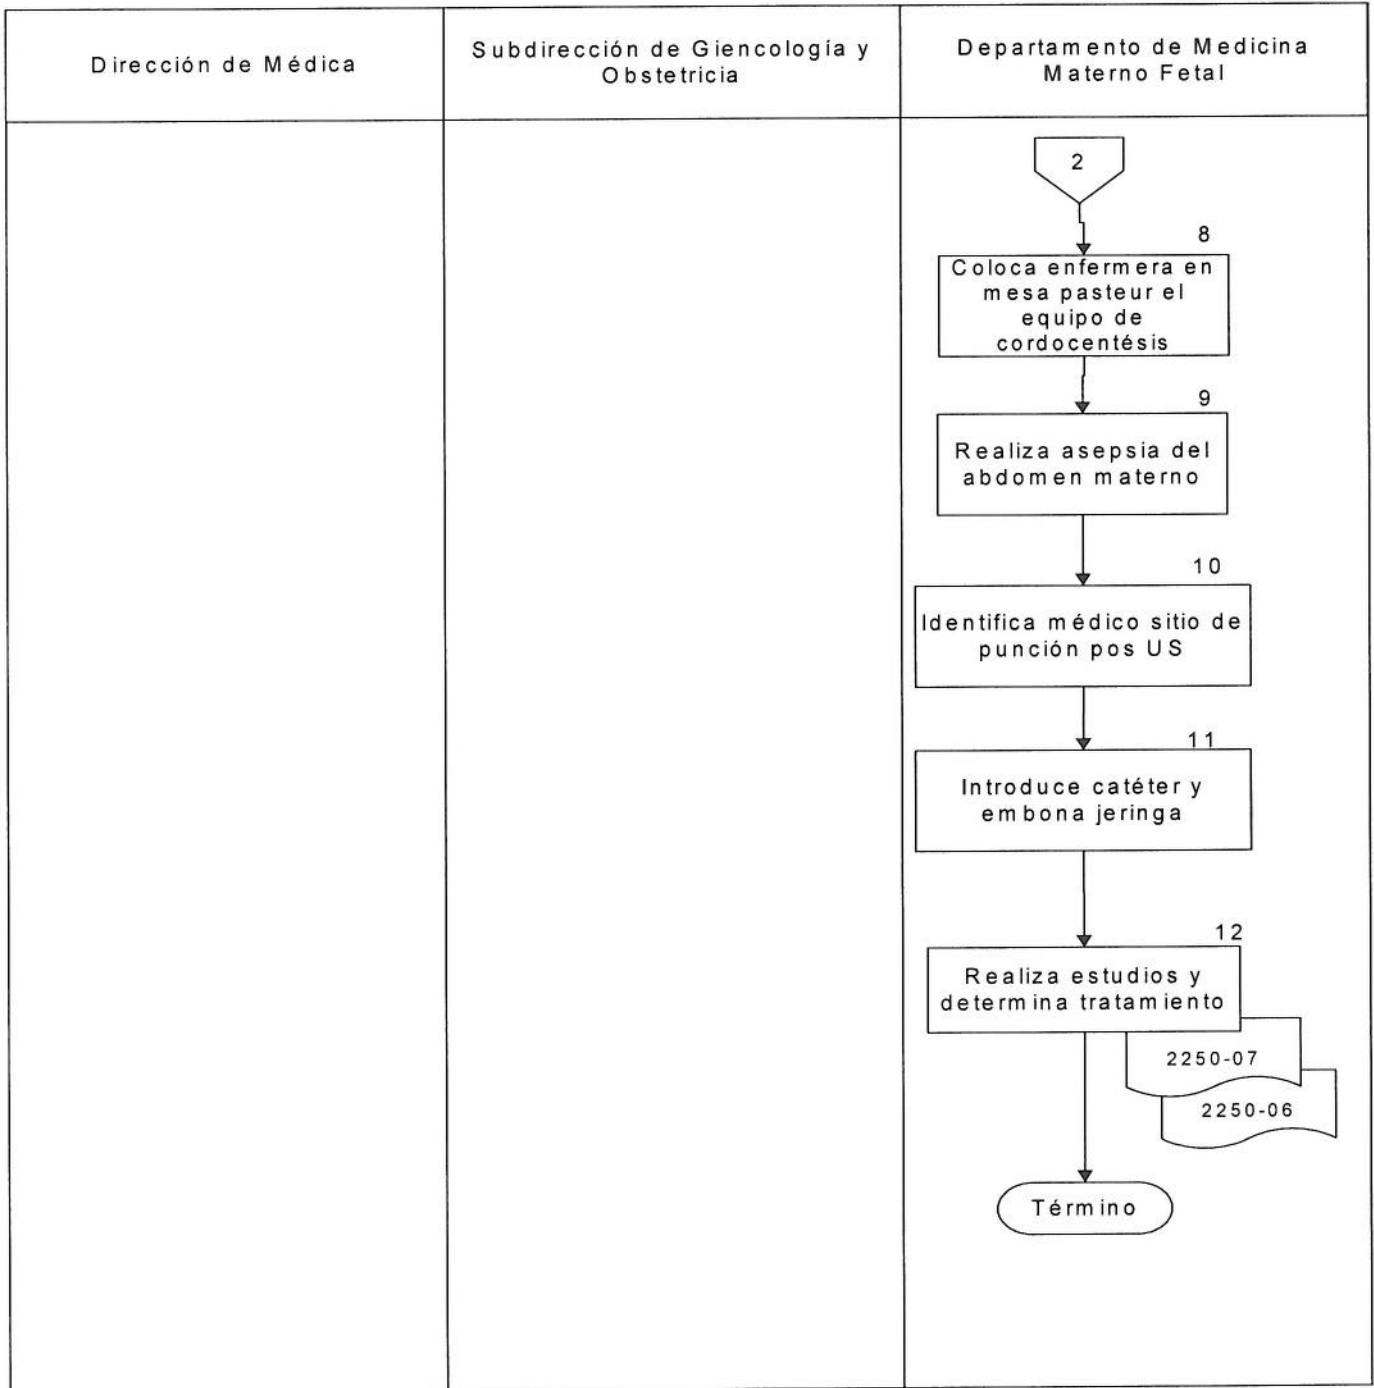 Dirección de Médica
Subdirección de Giencología y
Obstetricia
Departamento de Medicina
Materno Fetal
2
8
Coloca enfermera en
mesa pasteur el
equipo de
cordocentésis
9
Realiza asepsia del
abdomen materno
10
Identifica médico sitio de
punción pos US
11
Introduce catéter y
embona jeringa
12
Realiza estudios y
determina tratamiento
2250-07
2250-06
Término